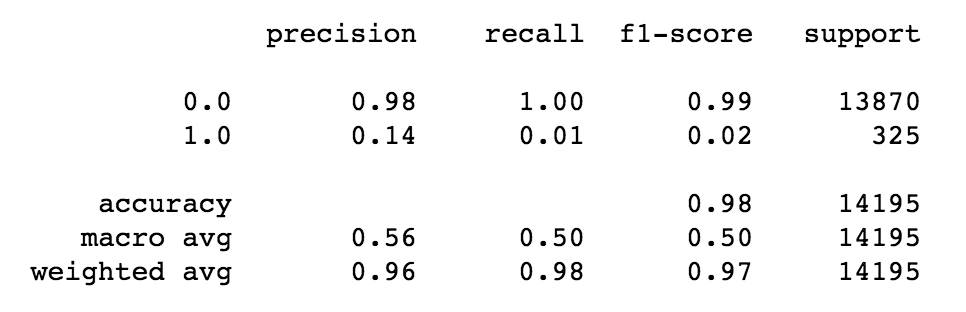 precision recall f1-score support
0.0 0.98 1.00 0.99 13870
1.0 0.14 0.01 0.02 325
accuracy 0.98 14195
macro avg 0.56 0.50 0.50 14195
weighted avg 0.96 0.98 0.97 14195